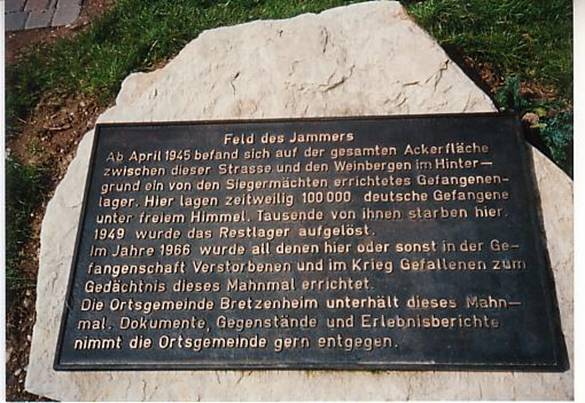 Feld des Jammers
Ab April 1945 befand sich auf der gesamten Ackerfläche
zwischen dieser Strasse und den Weinbergen im Hinter-
grund ein von den Siegermächten errichtetes Gefangenen-
lager. Hier lagen zeitweilig 100 000 deutsche Gefangene
unter freiem Himmel. Tausende von ihnen starben hier.
1949 wurde das Restlager aufgelöst.
Im Jahre 1966 wurde all denen hier oder sonst in der Ge-
fangenschaft Verstorbenen und im Krieg Gefallenen zum
Gedächtnis dieses Mahnmal errichtet.
Die Ortsgemeinde Bretzenheim unterhält dieses Mahn-
mal. Dokumente, Gegenstände und Erlebnisberichte
nimmt die Ortsgemeinde gern entgegen.